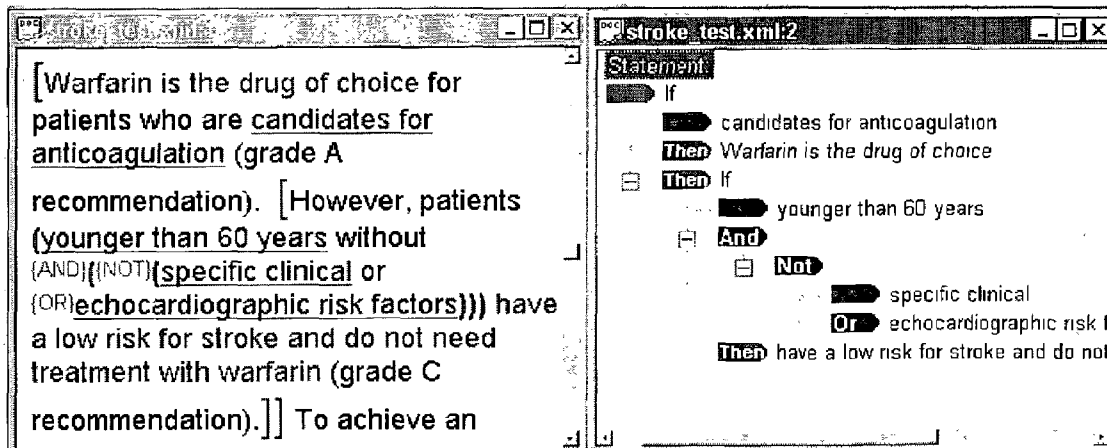 stroke_test.xml:1
[Warfarin is the drug of choice for
patients who are candidates for
anticoagulation (grade A
recommendation). [However, patients
(younger than 60 years without
{AND}({NOT}(specific clinical or
{OR}echocardiographic risk factors))) have
a low risk for stroke and do not need
treatment with warfarin (grade C
recommendation).]] To achieve an
stroke_test.xml:2
Statement
If
candidates for anticoagulation
Then Warfarin is the drug of choice
Then If
younger than 60 years
And
Not
specific clinical
Or echocardiographic risk f
Then have a low risk for stroke and do not